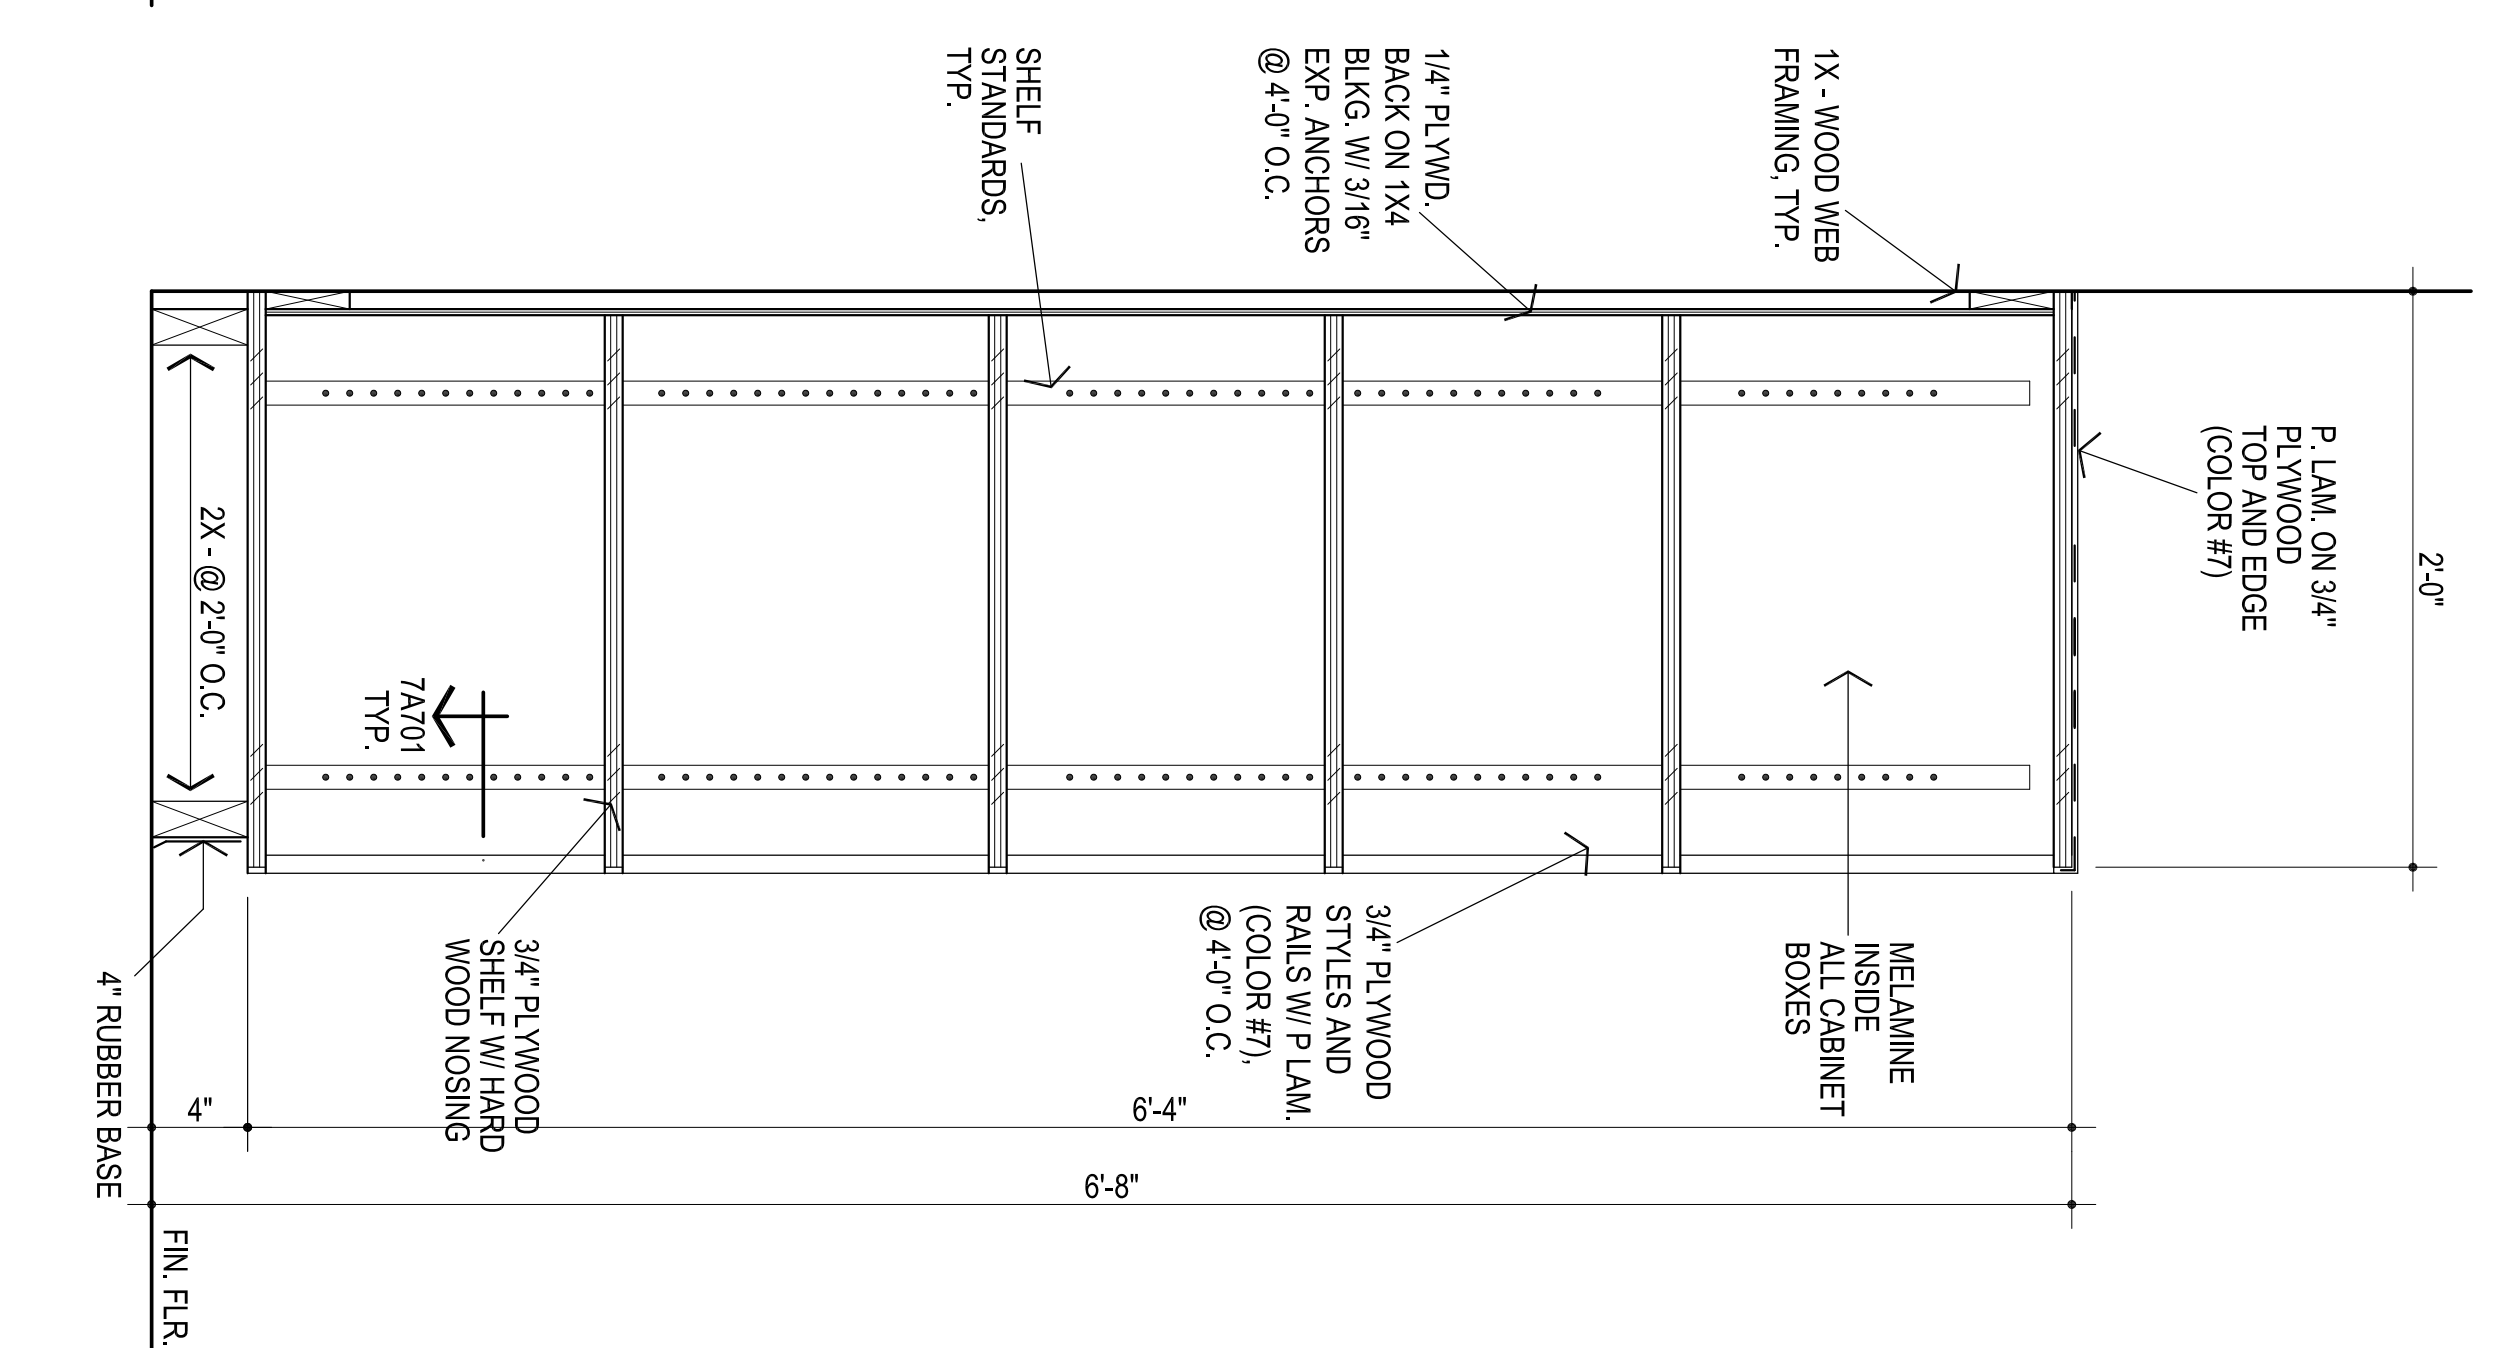 2'-0"
P. LAM. ON 3/4"
PLYWOOD
TOP AND EDGE
(COLOR #7)
1X - WOOD WEB
FRAMING, TYP.
1/4" PLYWD.
BACK ON 1X4
BLKG. W/ 3/16"
EXP. ANCHORS
@ 4'-0" O.C.
SHELF
STANDARDS,
TYP.
MELAMINE
INSIDE
ALL CABINET
BOXES
3/4" PLYWOOD
STYLES AND
RAILS W/ P LAM.
(COLOR #7),
@ 4'-0" O.C.
3/4" PLYWOOD
SHELF W/ HARD
WOOD NOSING
7A701
TYP.
2X - @ 2'-0" O.C.
4" RUBBER BASE
4"
6'-4"
6'-8"
FIN. FLR.